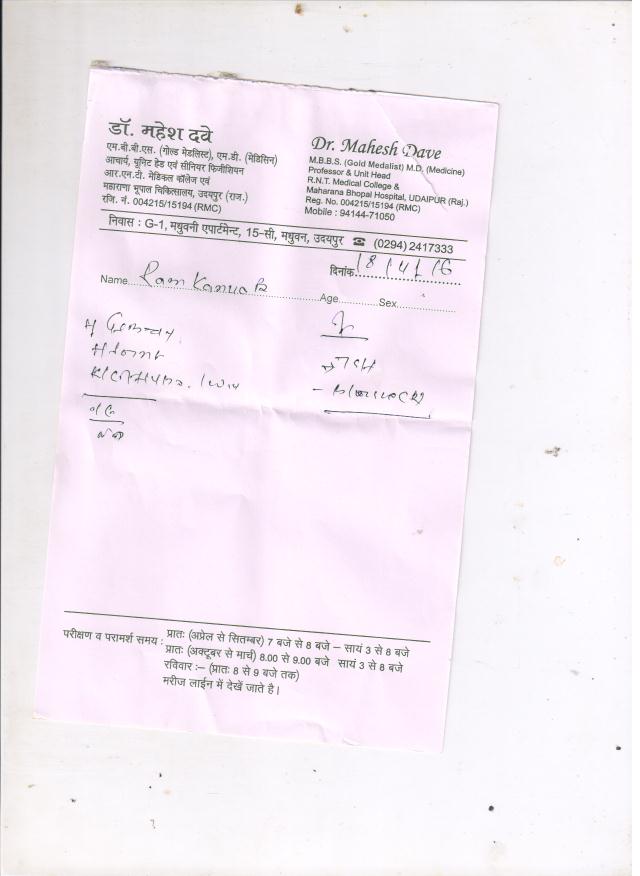 डॉ. महेश दवे
एम.बी.बी.एस. (गोल्ड मेडलिस्ट), एम.डी. (मेडिसिन)
आचार्य, यूनिट हेड एवं सीनियर फिजीशियन
आर.एन.टी. मेडिकल कॉलेज एवं
महाराणा भूपाल चिकित्सालय, उदयपुर (राज.)
रजि. नं. 004215/15194 (RMC)
Dr. Mahesh Dave
M.B.B.S. (Gold Medalist) M.D. (Medicine)
Professor & Unit Head
R.N.T. Medical College &
Maharana Bhopal Hospital, UDAIPUR (Raj.)
Reg. No. 004215/15194 (RMC)
Mobile : 94144-71050
निवास : G-1, मधुवनी एपार्टमेन्ट, 15-सी, मधुवन, उदयपुर ☎ (0294) 2417333
दिनांक 18/4/16
Name Ram Kanwar Age Sex
TSH
परीक्षण व परामर्श समय : प्रातः (अप्रेल से सितम्बर) 7 बजे से 8 बजे – सायं 3 से 8 बजे
प्रातः (अक्टूबर से मार्च) 8.00 से 9.00 बजे सायं 3 से 8 बजे
रविवार :– (प्रातः 8 से 9 बजे तक)
मरीज लाईन में देखें जाते है।